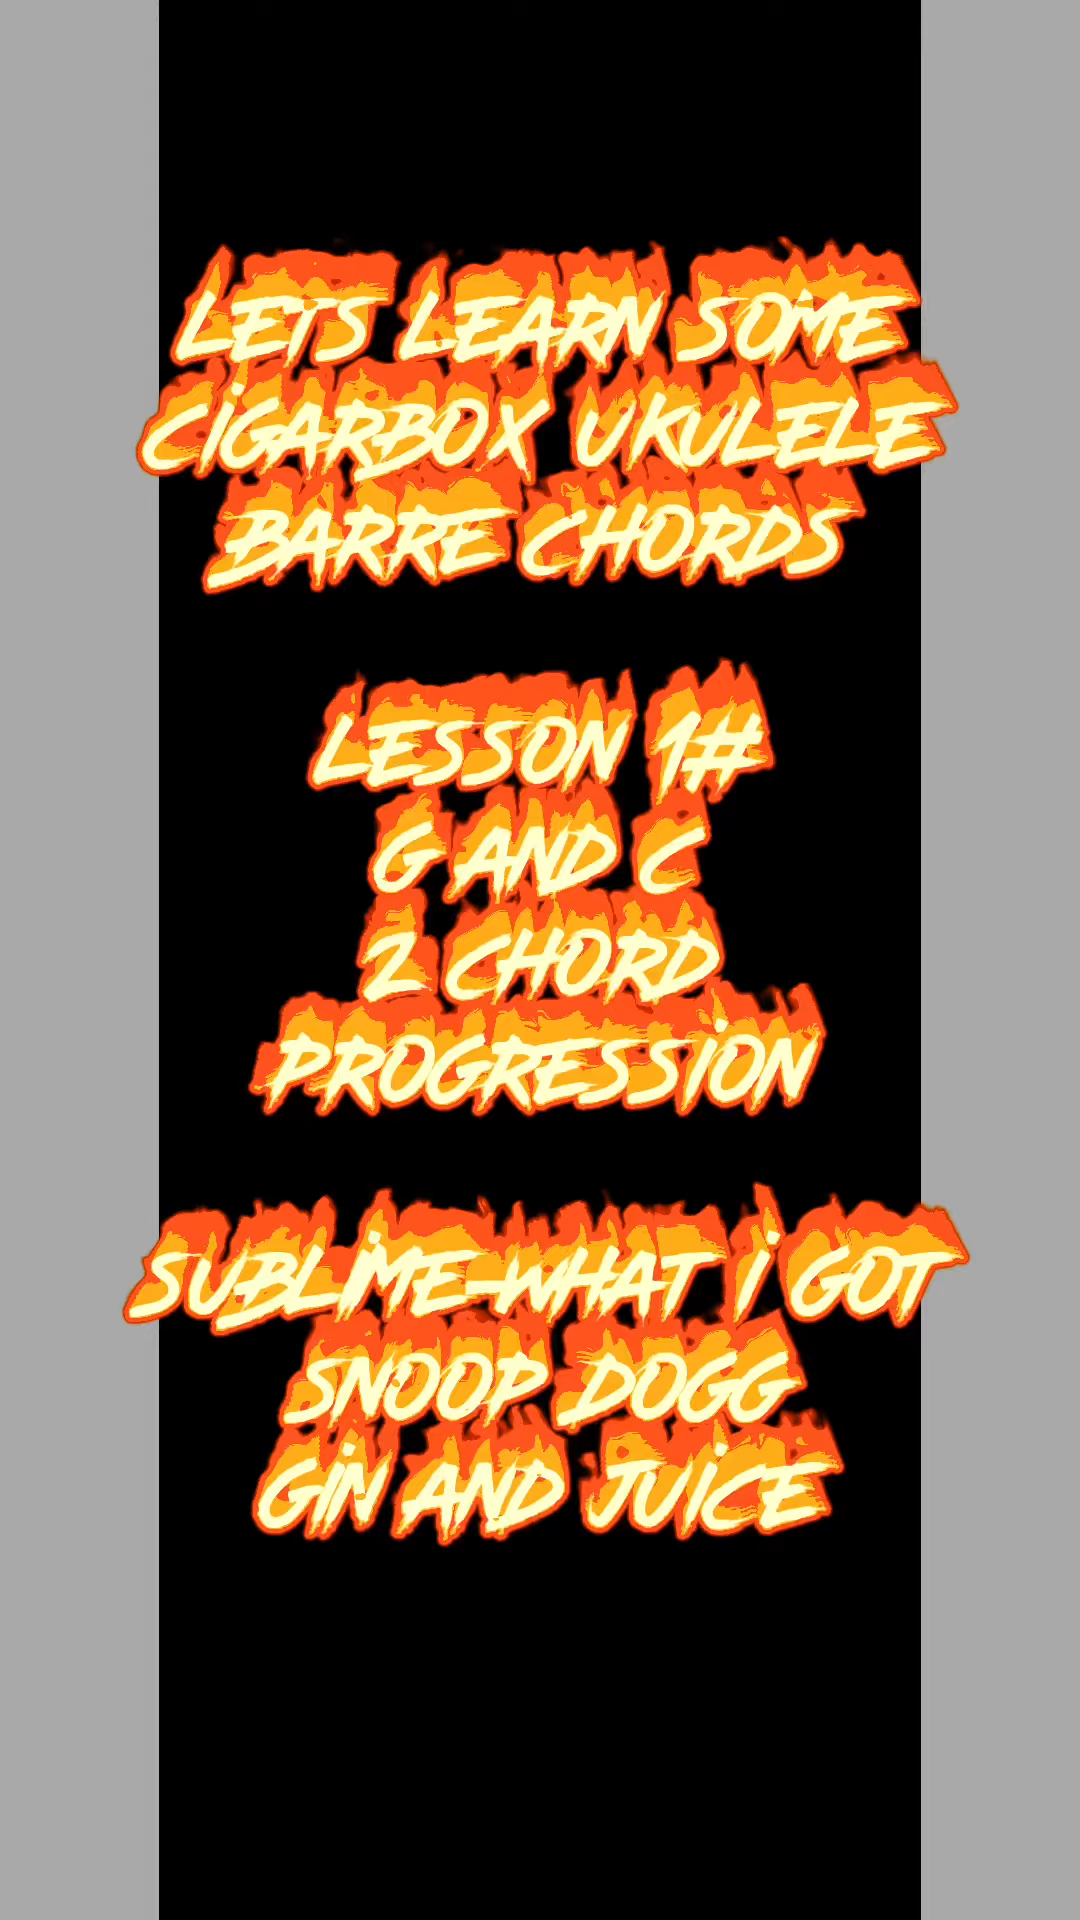 LETS LEARN SOME
CIGARBOX UKULELE
BARRE CHORDS
LESSON 1#
G AND C
2 CHORD
PROGRESSION
SUBLIME-WHAT I GOT
SNOOP DOGG
GIN AND JUICE